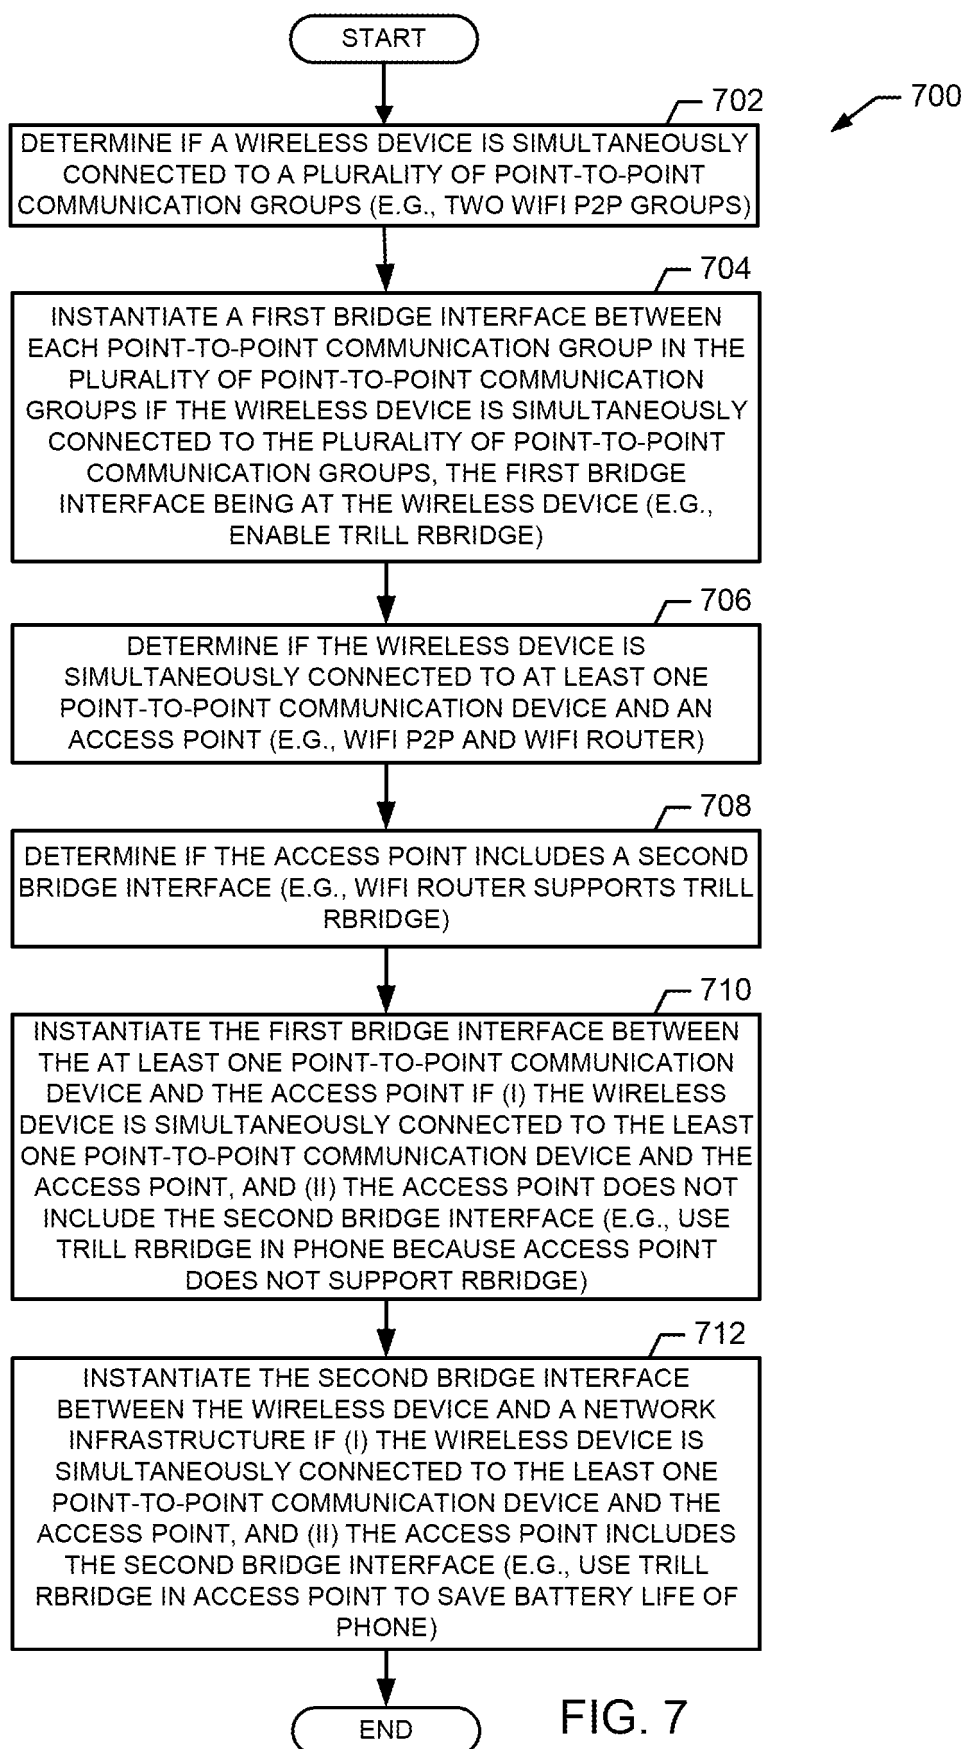 START
700
702
DETERMINE IF A WIRELESS DEVICE IS SIMULTANEOUSLY
CONNECTED TO A PLURALITY OF POINT-TO-POINT
COMMUNICATION GROUPS (E.G., TWO WIFI P2P GROUPS)
704
INSTANTIATE A FIRST BRIDGE INTERFACE BETWEEN
EACH POINT-TO-POINT COMMUNICATION GROUP IN THE
PLURALITY OF POINT-TO-POINT COMMUNICATION
GROUPS IF THE WIRELESS DEVICE IS SIMULTANEOUSLY
CONNECTED TO THE PLURALITY OF POINT-TO-POINT
COMMUNICATION GROUPS, THE FIRST BRIDGE
INTERFACE BEING AT THE WIRELESS DEVICE (E.G.,
ENABLE TRILL RBRIDGE)
706
DETERMINE IF THE WIRELESS DEVICE IS
SIMULTANEOUSLY CONNECTED TO AT LEAST ONE
POINT-TO-POINT COMMUNICATION DEVICE AND AN
ACCESS POINT (E.G., WIFI P2P AND WIFI ROUTER)
708
DETERMINE IF THE ACCESS POINT INCLUDES A SECOND
BRIDGE INTERFACE (E.G., WIFI ROUTER SUPPORTS TRILL
RBRIDGE)
710
INSTANTIATE THE FIRST BRIDGE INTERFACE BETWEEN
THE AT LEAST ONE POINT-TO-POINT COMMUNICATION
DEVICE AND THE ACCESS POINT IF (I) THE WIRELESS
DEVICE IS SIMULTANEOUSLY CONNECTED TO THE LEAST
ONE POINT-TO-POINT COMMUNICATION DEVICE AND THE
ACCESS POINT, AND (II) THE ACCESS POINT DOES NOT
INCLUDE THE SECOND BRIDGE INTERFACE (E.G., USE
TRILL RBRIDGE IN PHONE BECAUSE ACCESS POINT
DOES NOT SUPPORT RBRIDGE)
712
INSTANTIATE THE SECOND BRIDGE INTERFACE
BETWEEN THE WIRELESS DEVICE AND A NETWORK
INFRASTRUCTURE IF (I) THE WIRELESS DEVICE IS
SIMULTANEOUSLY CONNECTED TO THE LEAST ONE
POINT-TO-POINT COMMUNICATION DEVICE AND THE
ACCESS POINT, AND (II) THE ACCESS POINT INCLUDES
THE SECOND BRIDGE INTERFACE (E.G., USE TRILL
RBRIDGE IN ACCESS POINT TO SAVE BATTERY LIFE OF
PHONE)
END
FIG. 7